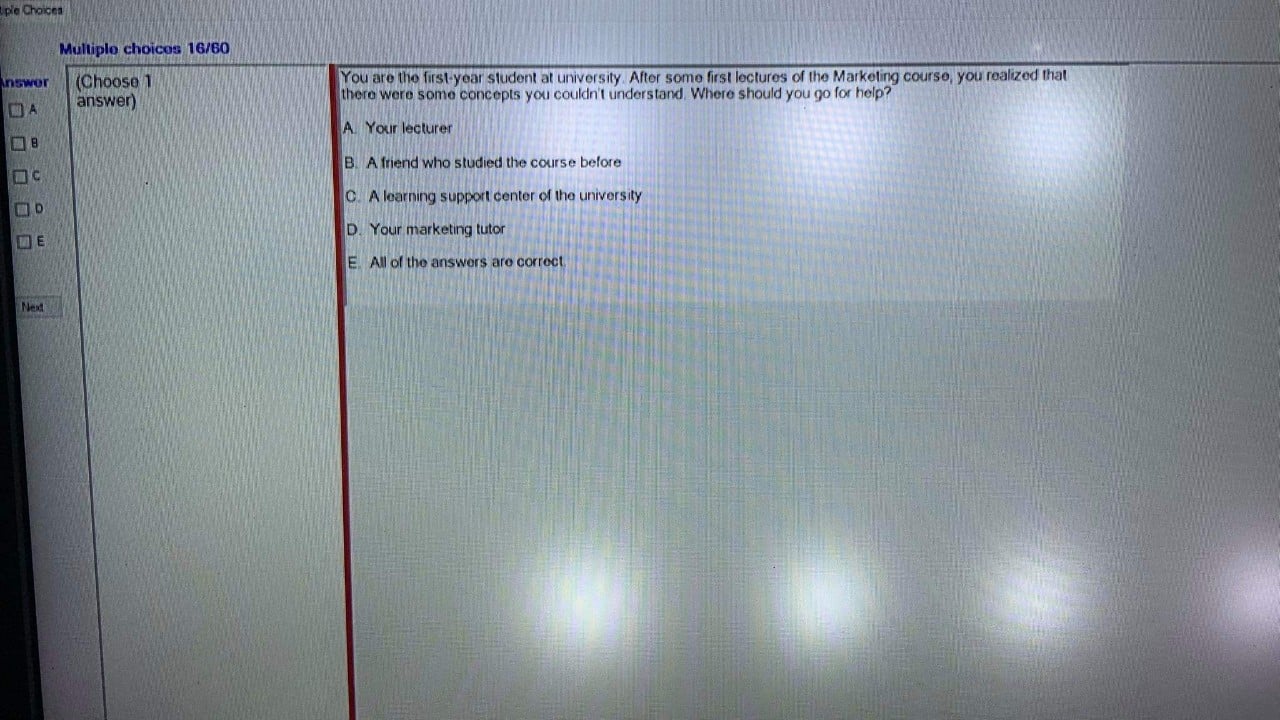 iple Choices
Multiple choices 16/60
Answer
(Choose 1
answer)
A
B
C
D
E
Next
You are the first-year student at university. After some first lectures of the Marketing course, you realized that
there were some concepts you couldn't understand. Where should you go for help?
A. Your lecturer
B. A friend who studied the course before
C. A learning support center of the university
D. Your marketing tutor
E. All of the answers are correct.